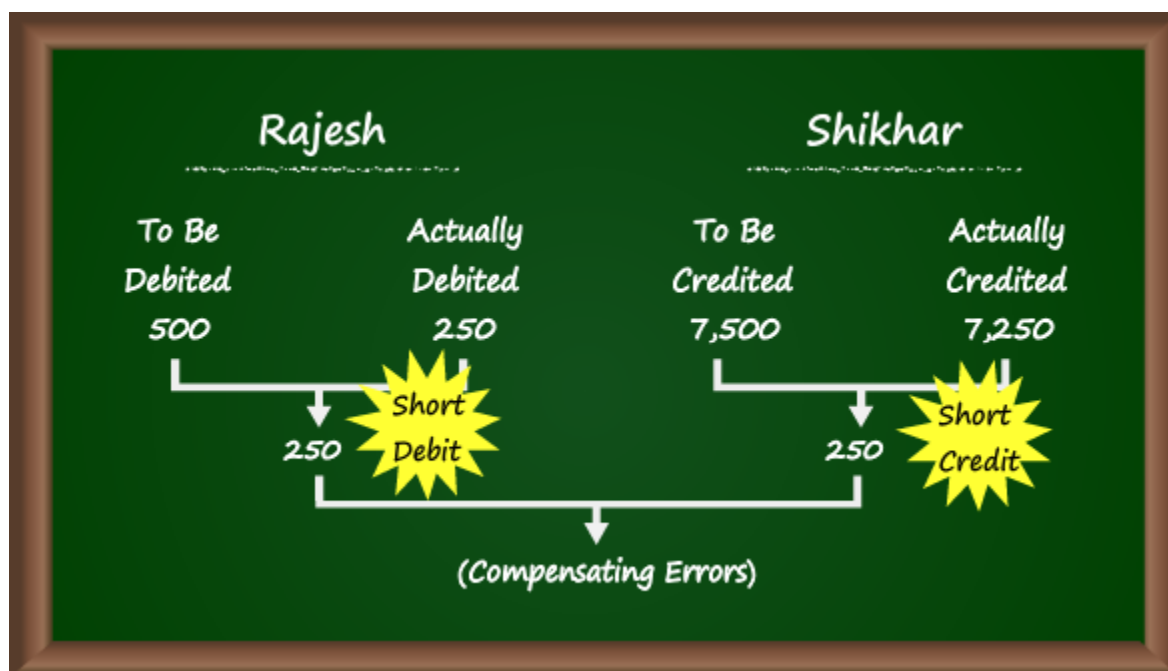 Rajesh
Shikhar
To Be
Debited
500
Actually
Debited
250
To Be
Credited
7,500
Actually
Credited
7,250
250
Short
Debit
250
Short
Credit
(Compensating Errors)